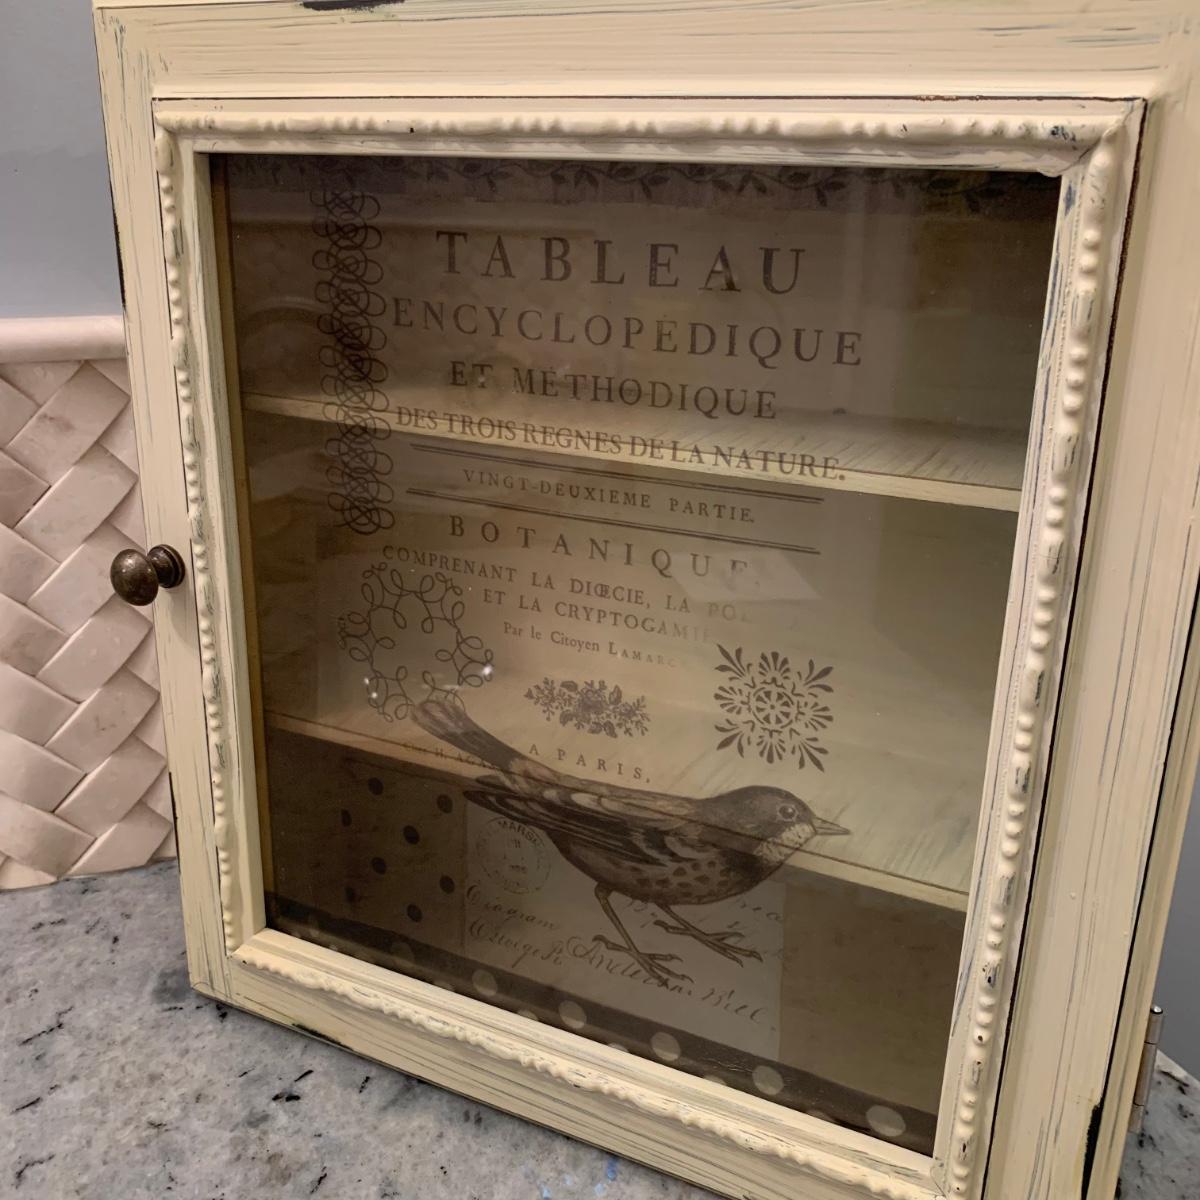 TABLEAU
ENCYCLOPEDIQUE
ET METHODIQUE
DES TROIS REGNES DE LA NATURE.
VINGT-DEUXIEME PARTIE.
BOTANIQUE
COMPRENANT LA DIŒCIE, LA
ET LA CRYPTOGAMIE
Par le Citoyen LAMARC
A PARIS,